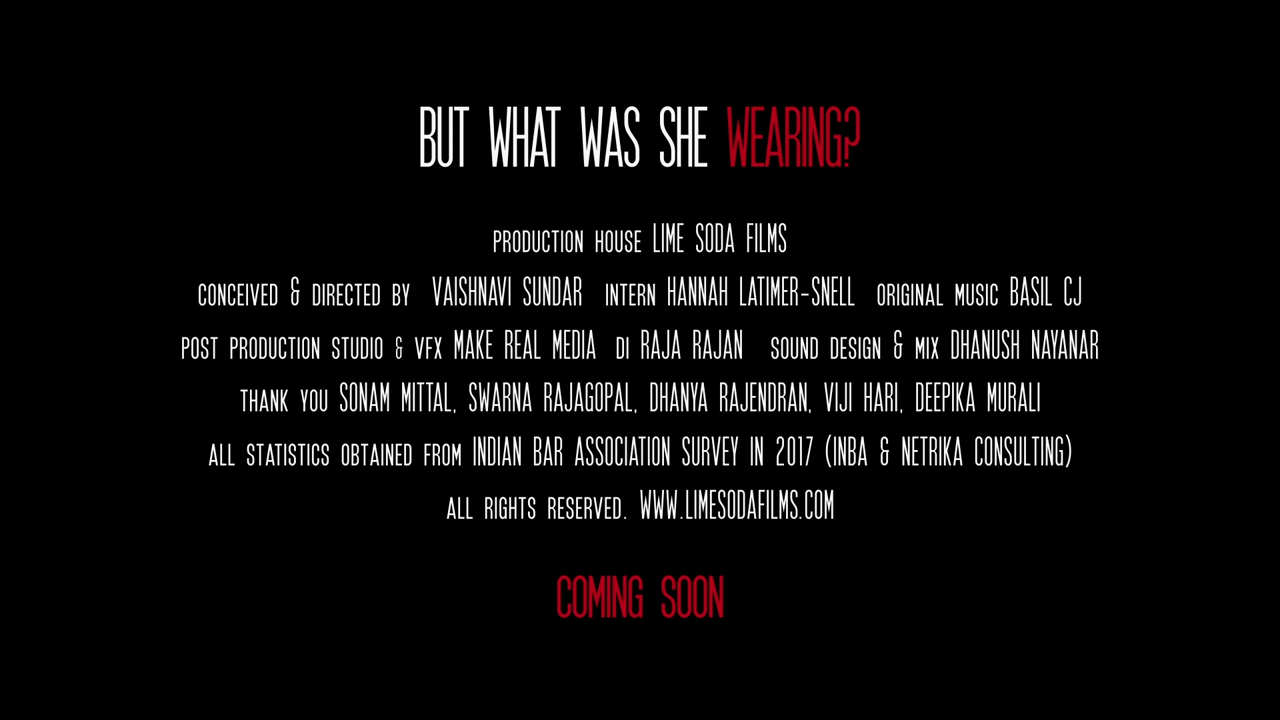 BUT WHAT WAS SHE WEARING?
PRODUCTION HOUSE LIME SODA FILMS
CONCEIVED & DIRECTED BY VAISHNAVI SUNDAR INTERN HANNAH LATIMER-SNELL ORIGINAL MUSIC BASIL CJ
POST PRODUCTION STUDIO & VFX MAKE REAL MEDIA DI RAJA RAJAN SOUND DESIGN & MIX DHANUSH NAYANAR
THANK YOU SONAM MITTAL, SWARNA RAJAGOPAL, DHANYA RAJENDRAN, VIJI HARI, DEEPIKA MURALI
ALL STATISTICS OBTAINED FROM INDIAN BAR ASSOCIATION SURVEY IN 2017 (INBA & NETRIKA CONSULTING)
ALL RIGHTS RESERVED. WWW.LIMESODAFILMS.COM
COMING SOON